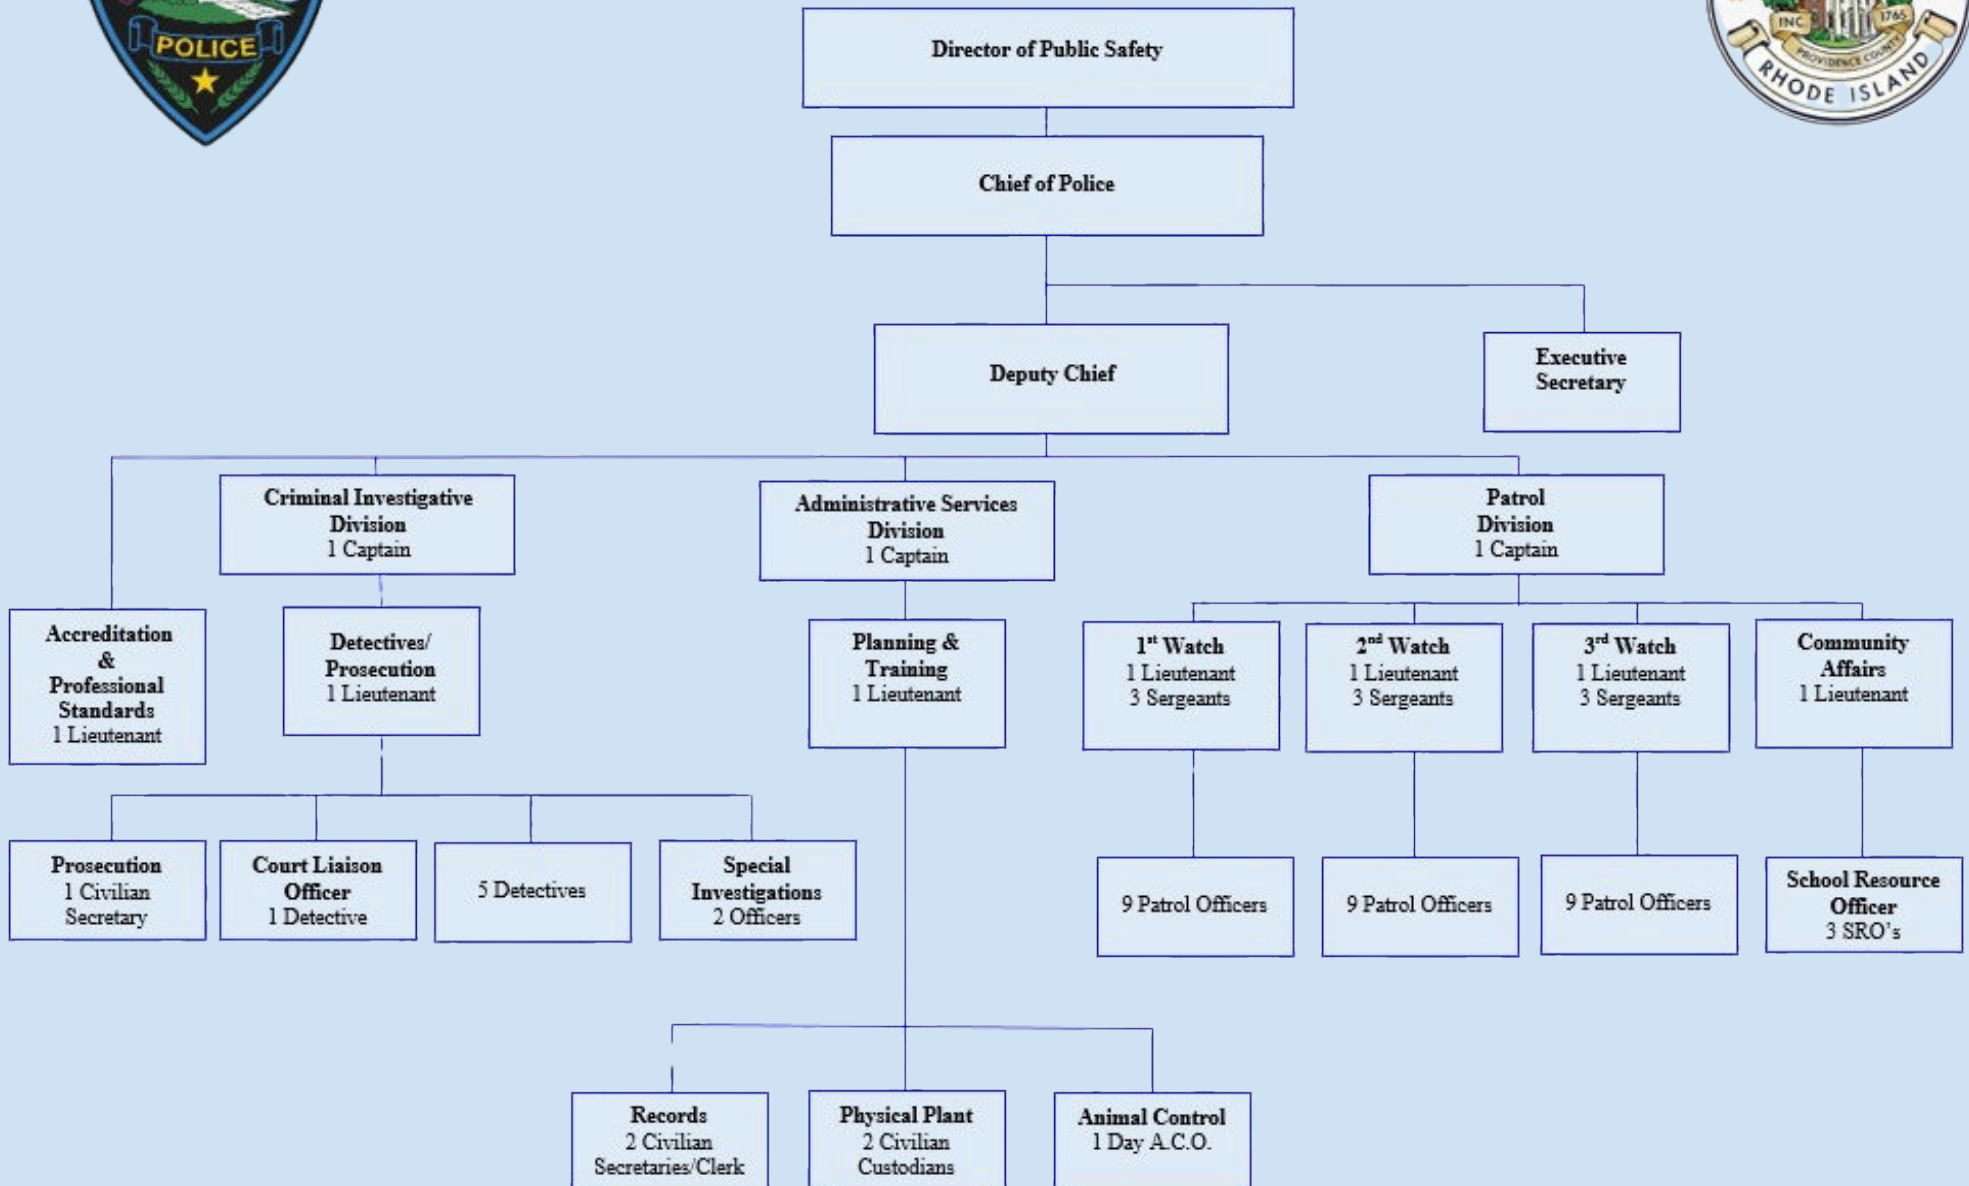 POLICE
INC 1765
PROVIDENCE COUNTY
RHODE ISLAND
Director of Public Safety
Chief of Police
Deputy Chief
Executive
Secretary
Criminal Investigative
Division
1 Captain
Administrative Services
Division
1 Captain
Patrol
Division
1 Captain
Accreditation
&
Professional
Standards
1 Lieutenant
Detectives/
Prosecution
1 Lieutenant
Planning &
Training
1 Lieutenant
1st Watch
1 Lieutenant
3 Sergeants
2nd Watch
1 Lieutenant
3 Sergeants
3rd Watch
1 Lieutenant
3 Sergeants
Community
Affairs
1 Lieutenant
Prosecution
1 Civilian
Secretary
Court Liaison
Officer
1 Detective
5 Detectives
Special
Investigations
2 Officers
9 Patrol Officers
9 Patrol Officers
9 Patrol Officers
School Resource
Officer
3 SRO's
Records
2 Civilian
Secretaries/Clerk
Physical Plant
2 Civilian
Custodians
Animal Control
1 Day A.C.O.